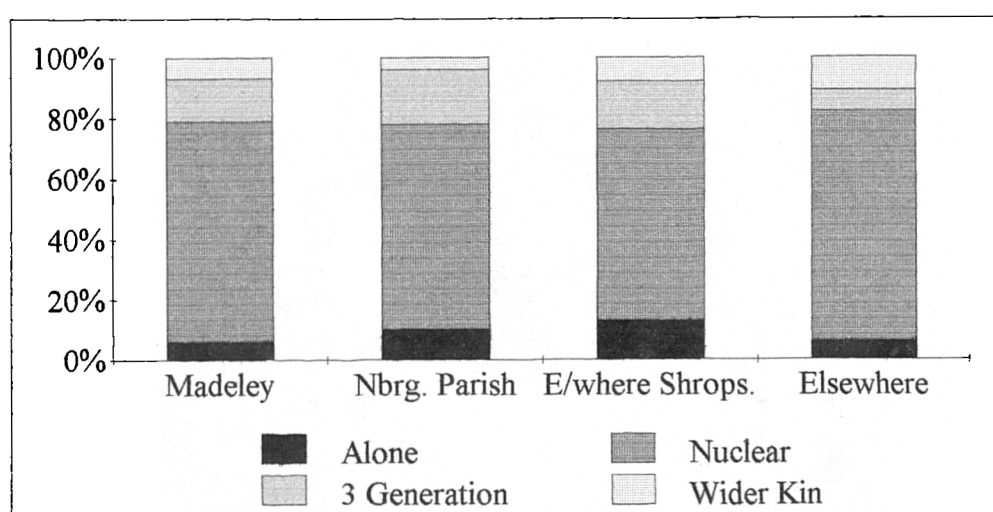 100%
80%
60%
40%
20%
0%
Madeley Nbrg. Parish E/where Shrops. Elsewhere
Alone Nuclear
3 Generation Wider Kin